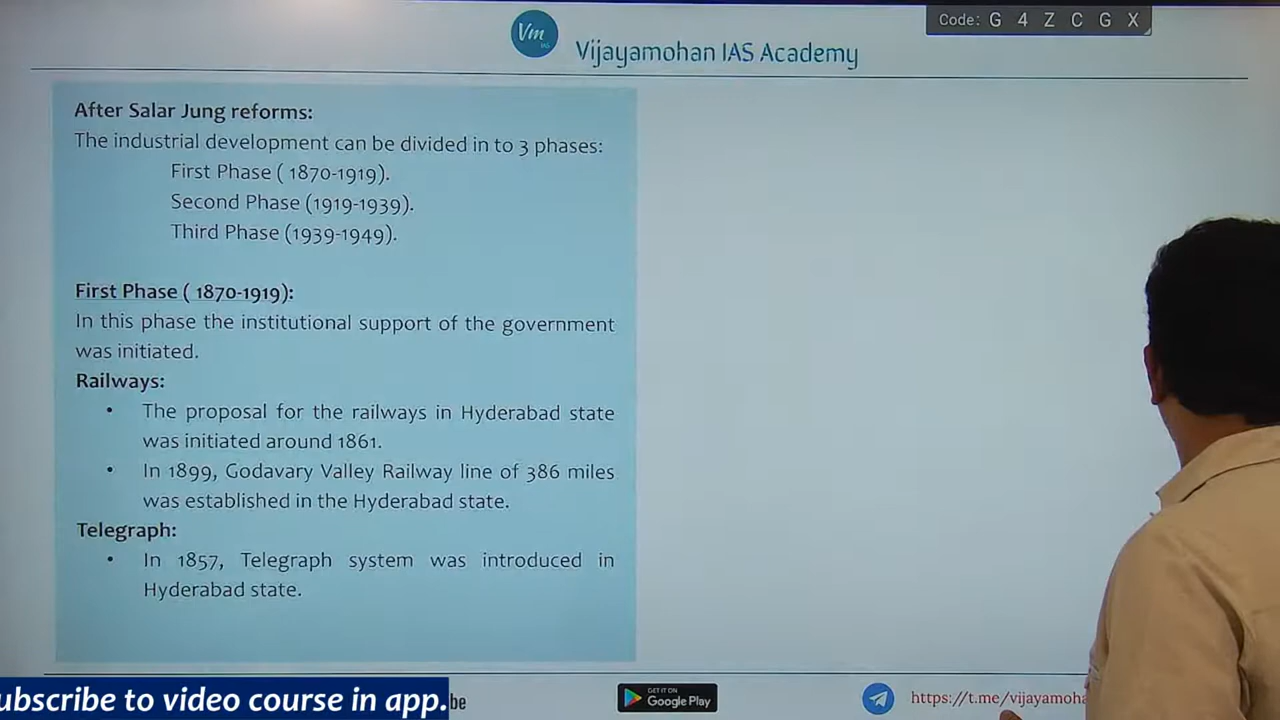 Code: G 4 Z C G X
Vm
IAS
Vijayamohan IAS Academy
After Salar Jung reforms:
The industrial development can be divided in to 3 phases:
First Phase ( 1870-1919).
Second Phase (1919-1939).
Third Phase (1939-1949).
First Phase ( 1870-1919):
In this phase the institutional support of the government
was initiated.
Railways:
• The proposal for the railways in Hyderabad state
was initiated around 1861.
• In 1899, Godavary Valley Railway line of 386 miles
was established in the Hyderabad state.
Telegraph:
• In 1857, Telegraph system was introduced in
Hyderabad state.
ubscribe to video course in app.
be
GET IT ON
Google Play
https://t.me/vijayamoha